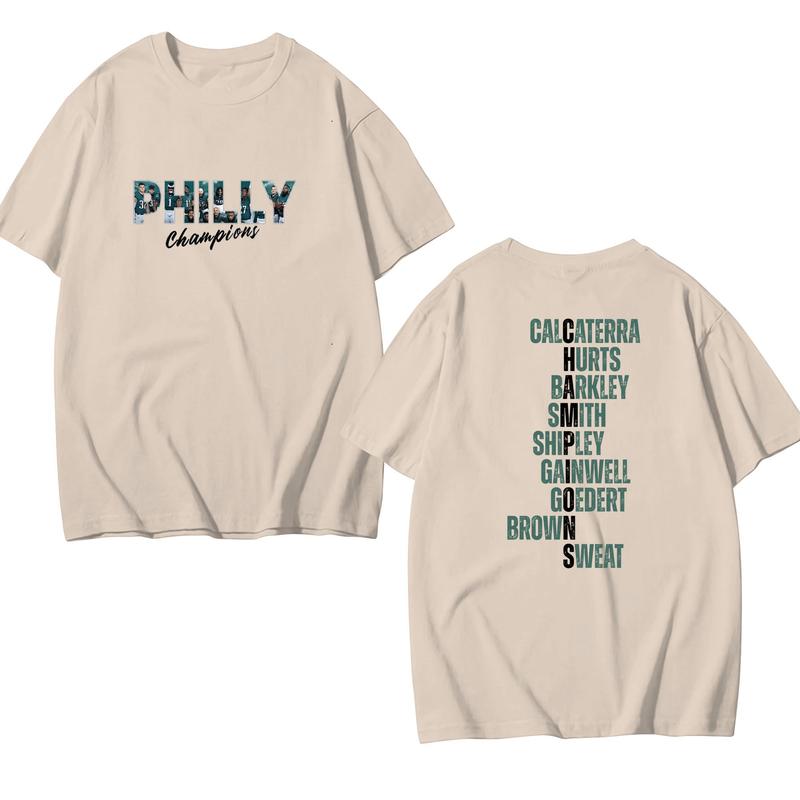 PHILLY
Champions
CALCATERRA
HURTS
BARKLEY
SMITH
SHIPLEY
GAINWELL
GOEDERT
BROWN
SWEAT